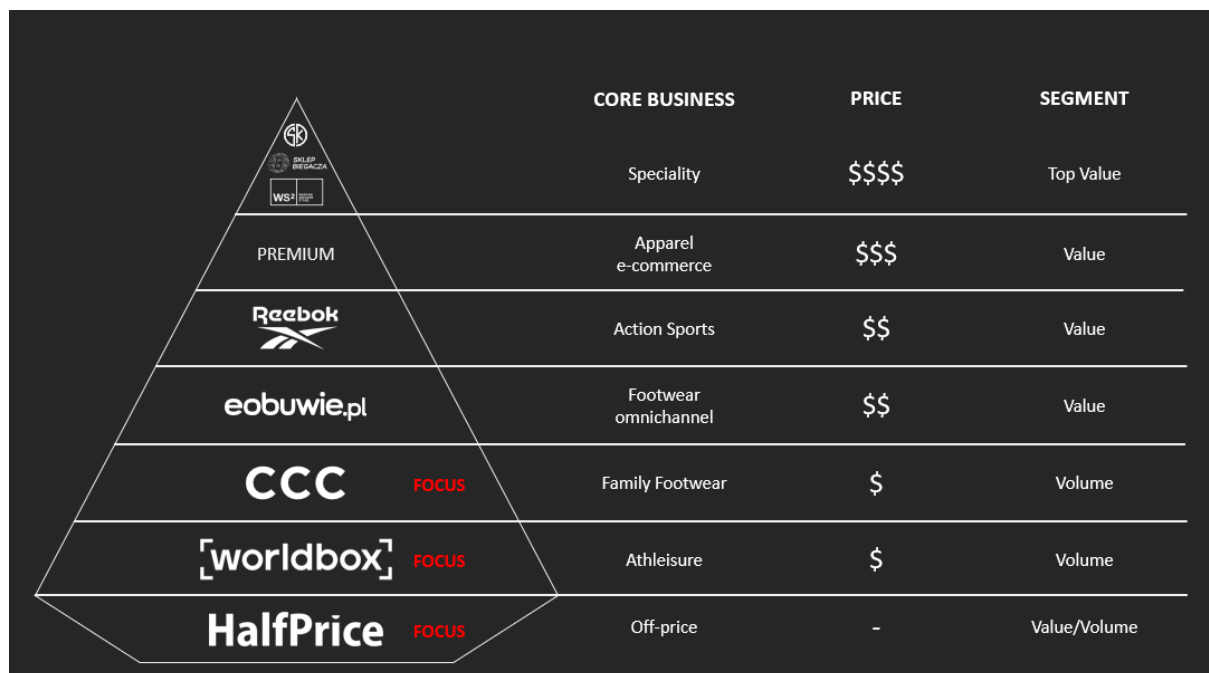 CORE BUSINESS PRICE SEGMENT
SK
SKLEP
BIEGACZA
WS2
Speciality $$$$ Top Value
PREMIUM
Apparel
e-commerce
$$$ Value
Reebok
Action Sports $$ Value
eobuwie.pl
Footwear
omnichannel
$$ Value
CCC FOCUS Family Footwear $ Volume
[worldbox] FOCUS Athleisure $ Volume
HalfPrice FOCUS Off-price - Value/Volume